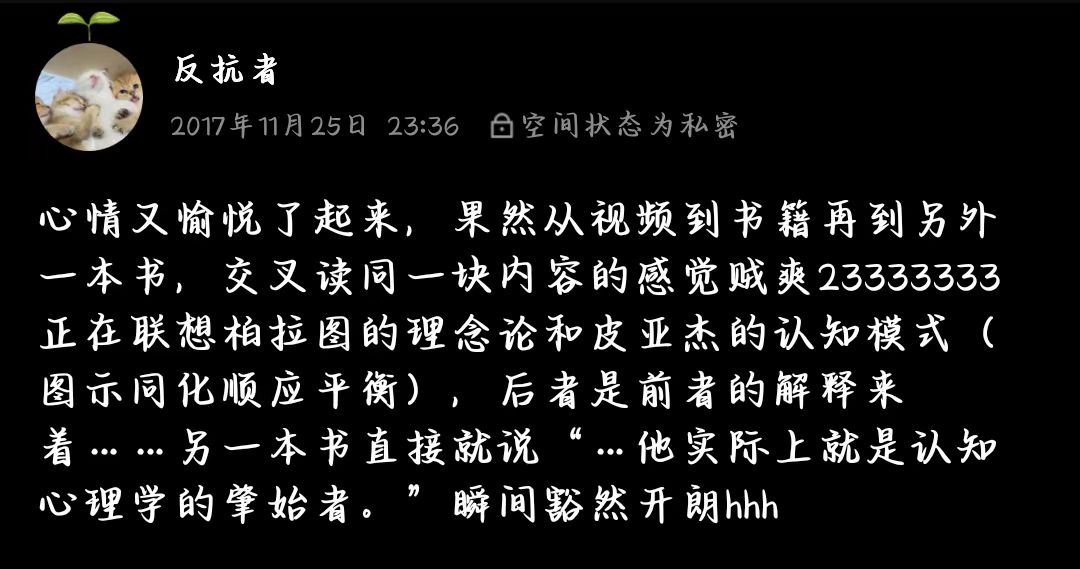 反抗者
2017年11月25日 23:36 空间状态为私密
心情又愉悦了起来，果然从视频到书籍再到另外
一本书，交叉读同一块内容的感觉贼爽23333333
正在联想柏拉图的理念论和皮亚杰的认知模式（
图示同化顺应平衡），后者是前者的解释来
着……另一本书直接就说“…他实际上就是认知
心理学的肇始者。”瞬间豁然开朗hhh